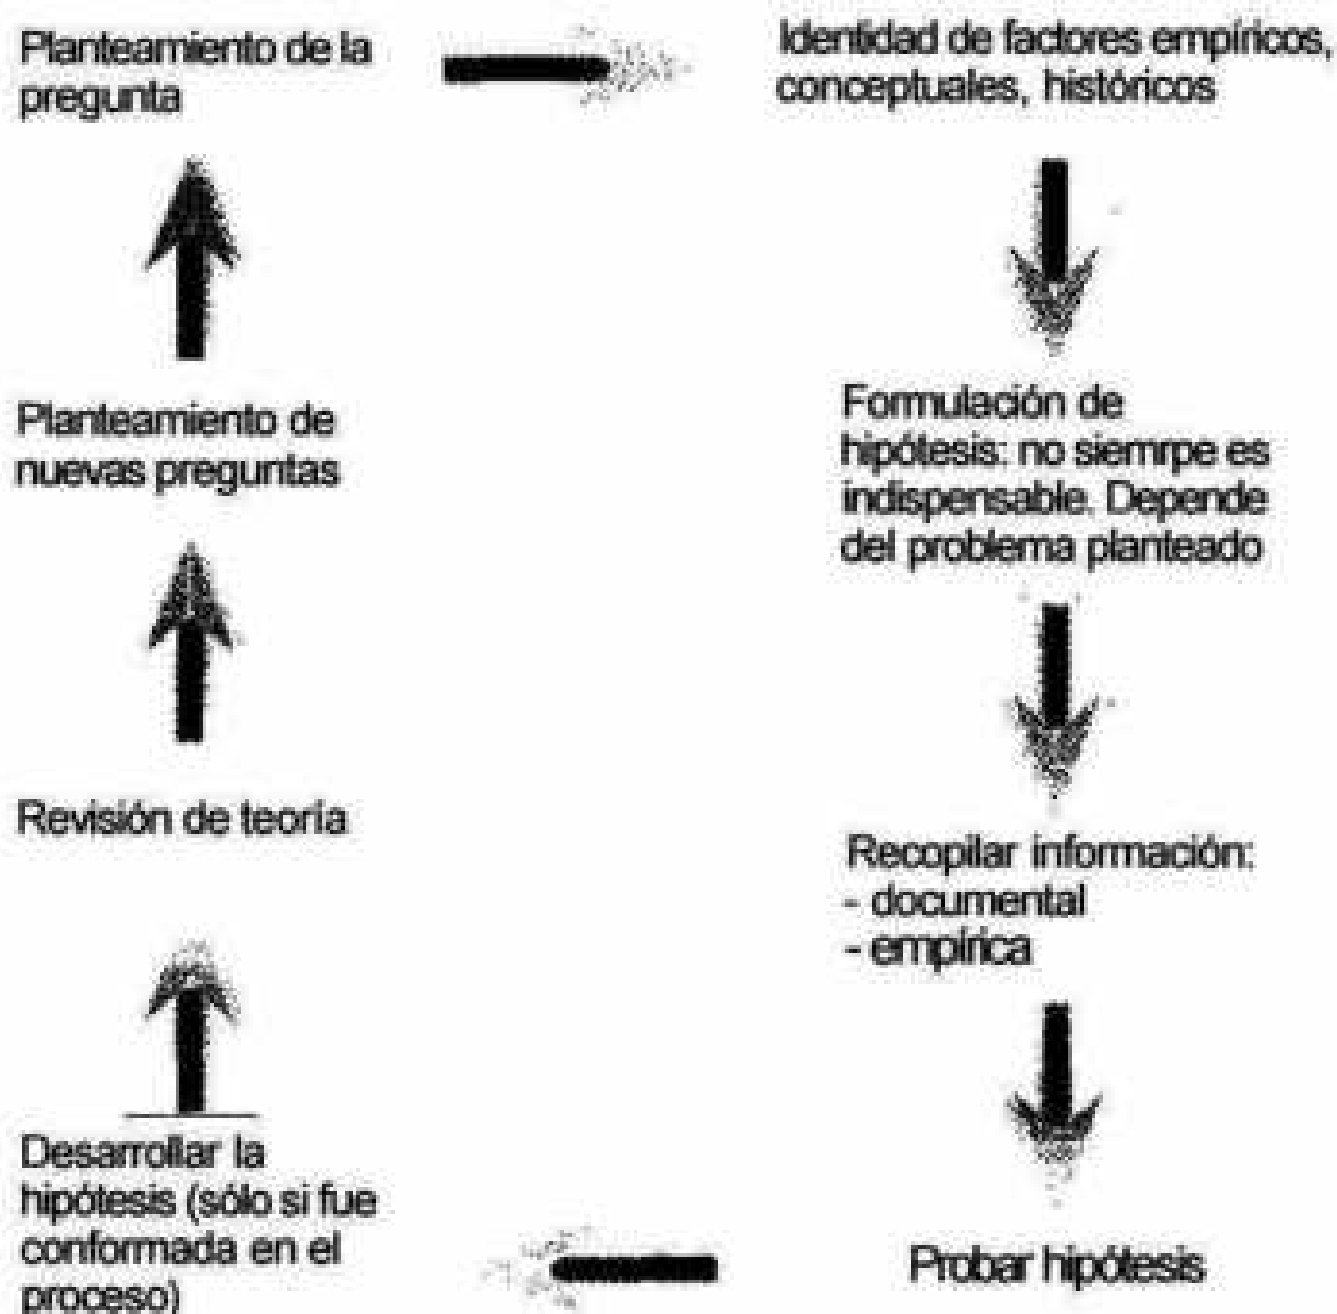 Planteamiento de la
pregunta
Identidad de factores empíricos,
conceptuales, históricos
Formulación de
hipótesis: no siemrpe es
indispensable. Depende
del problema planteado
Recopilar información:
- documental
- empírica
Probar hipótesis
Desarrollar la
hipótesis (sólo si fue
conformada en el
proceso)
Revisión de teoría
Planteamiento de
nuevas preguntas